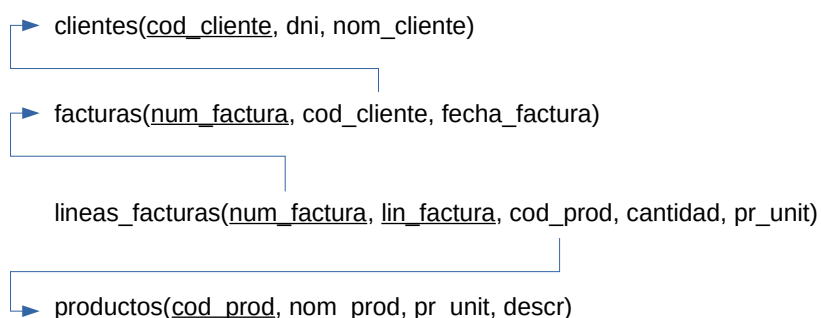 clientes(cod_cliente, dni, nom_cliente)
facturas(num_factura, cod_cliente, fecha_factura)
lineas_facturas(num_factura, lin_factura, cod_prod, cantidad, pr_unit)
productos(cod_prod, nom_prod, pr_unit, descr)